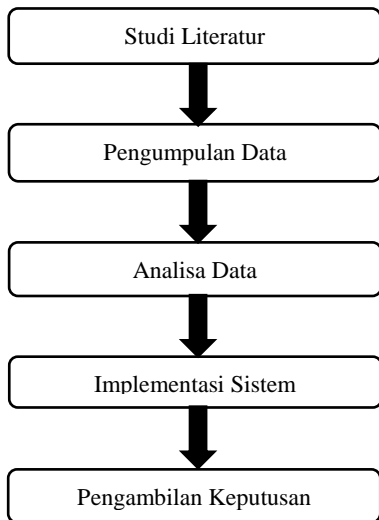 Studi Literatur
Pengumpulan Data
Analisa Data
Implementasi Sistem
Pengambilan Keputusan